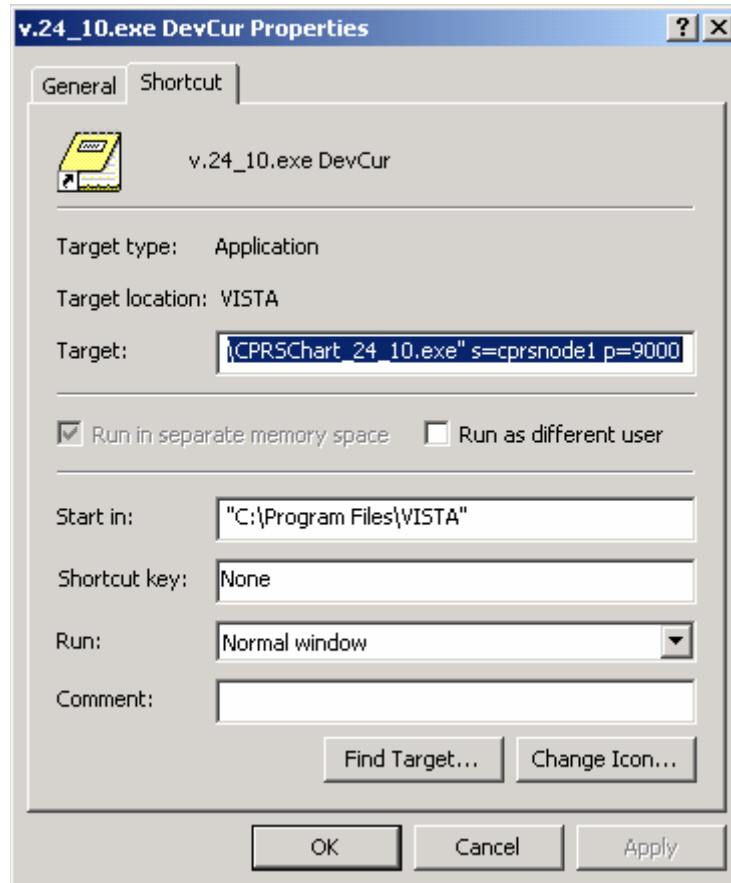 v.24_10.exe DevCur Properties
General Shortcut
v.24_10.exe DevCur
Target type: Application
Target location: VISTA
Target: \CPRSChart_24_10.exe" s=cprsnode1 p=9000
Run in separate memory space Run as different user
Start in: "C:\Program Files\VISTA"
Shortcut key: None
Run: Normal window
Comment:
Find Target... Change Icon...
OK Cancel Apply